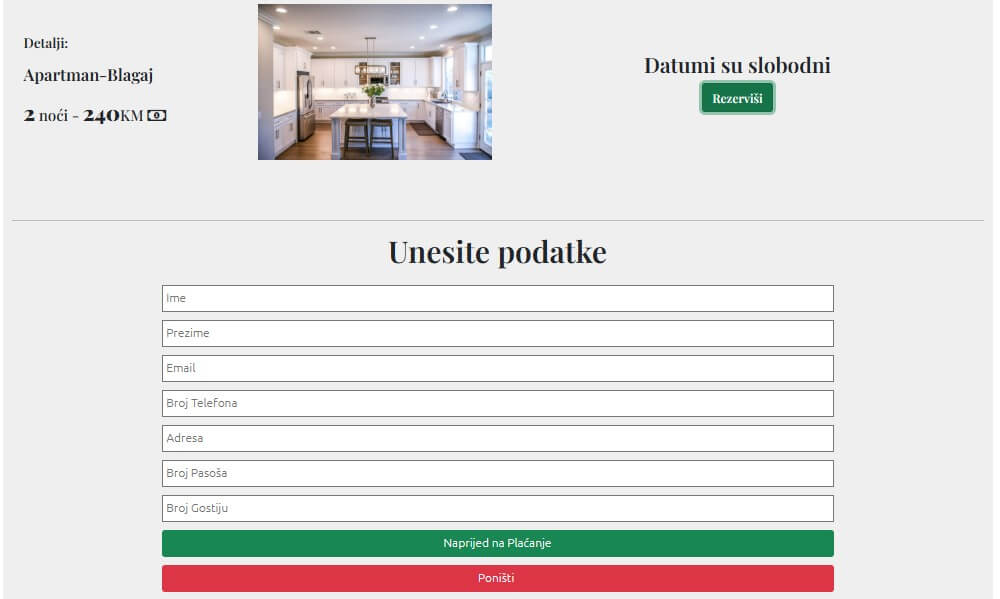 Detalji:
Apartman-Blagaj
2 noći - 240KM
Datumi su slobodni
Rezerviši
Unesite podatke
Ime
Prezime
Email
Broj Telefona
Adresa
Broj Pasoša
Broj Gostiju
Naprijed na Plaćanje
Poništi